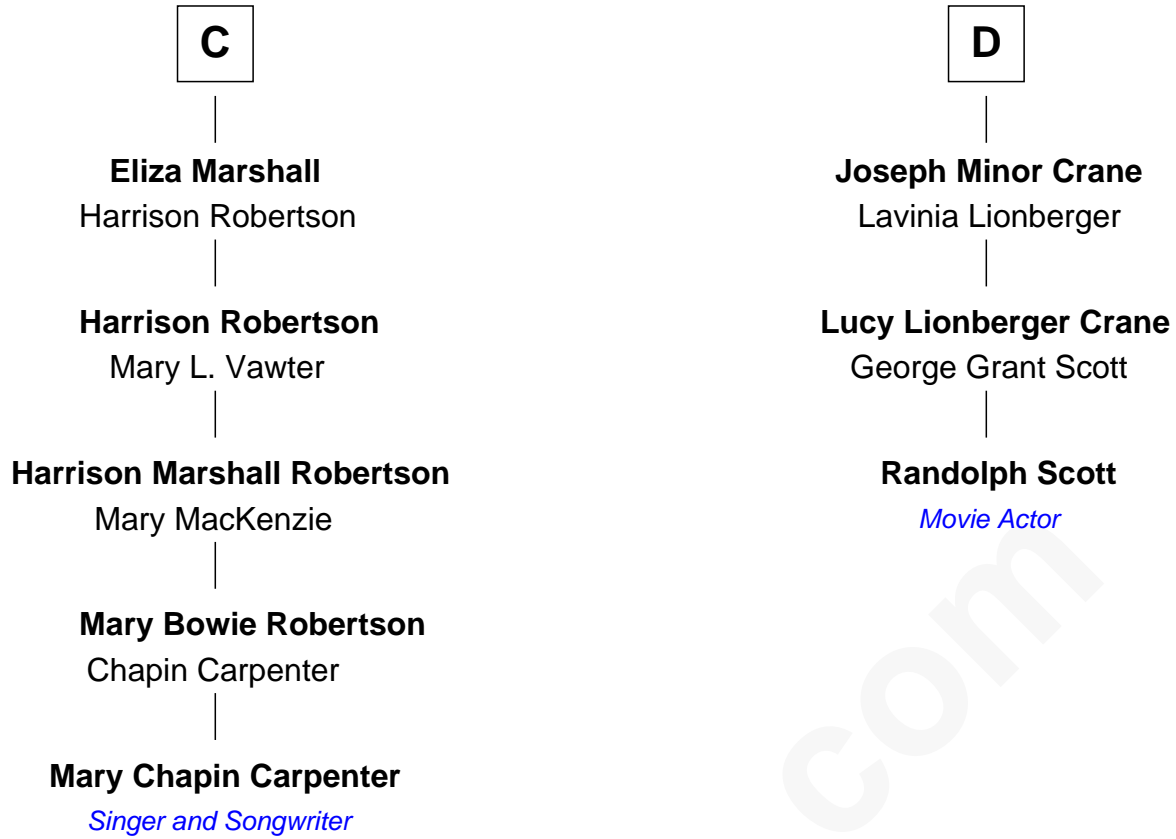 C
Eliza Marshall
Harrison Robertson
Harrison Robertson
Mary L. Vawter
Harrison Marshall Robertson
Mary MacKenzie
Mary Bowie Robertson
Chapin Carpenter
Mary Chapin Carpenter
Singer and Songwriter
D
Joseph Minor Crane
Lavinia Lionberger
Lucy Lionberger Crane
George Grant Scott
Randolph Scott
Movie Actor
com